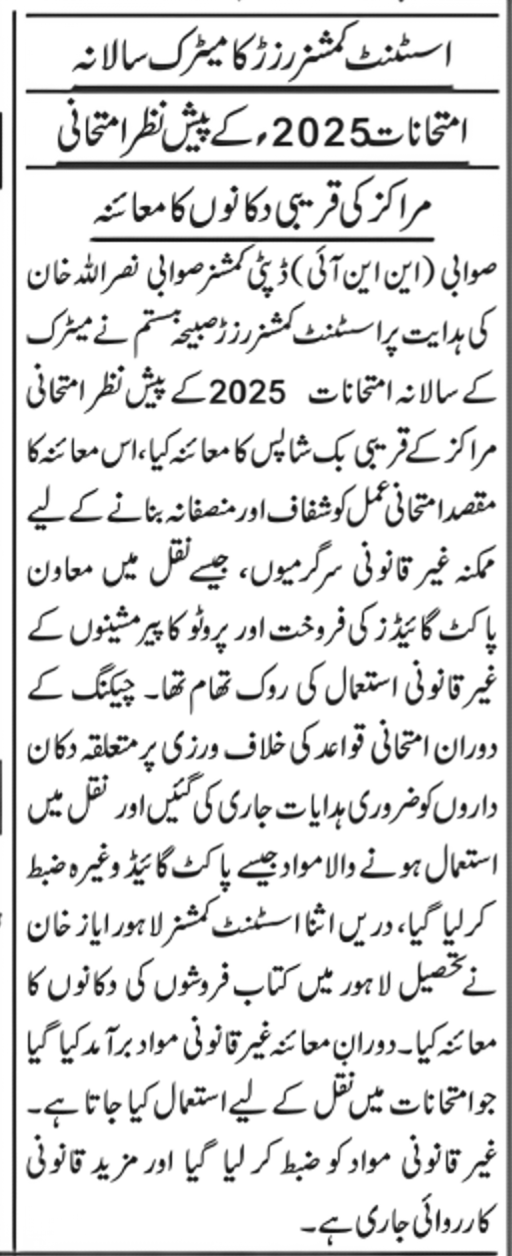 اسسٹنٹ کمشنر رزڑ کا میٹرک سالانہ
امتحانات 2025ء کے پیش نظر امتحانی
مراکز کی قریبی دکانوں کا معائنہ
صوابی (این این آئی) ڈپٹی کمشنر صوابی نصر اللہ خان
کی ہدایت پر اسسٹنٹ کمشنر رزڑ صبیحہ مستم نے میٹرک
کے سالانہ امتحانات 2025 کے پیش نظر امتحانی
مراکز کے قریبی بک شاپس کا معائنہ کیا، اس معائنہ کا
مقصد امتحانی عمل کو شفاف اور منصفانہ بنانے کے لیے
ممکنہ غیر قانونی سرگرمیوں، جیسے نقل میں معاون
پاکٹ گائیڈز کی فروخت اور پروٹو کاپیر مشینوں کے
غیر قانونی استعمال کی روک تھام تھا۔ چیکنگ کے
دوران امتحانی قواعد کی خلاف ورزی پر متعلقہ دکان
داروں کو ضروری ہدایات جاری کی گئیں اور نقل میں
استعمال ہونے والا مواد جیسے پاکٹ گائیڈ وغیرہ ضبط
کر لیا گیا، دریں اثنا اسسٹنٹ کمشنر لاہور ایاز خان
نے تحصیل لاہور میں کتاب فروشوں کی دکانوں کا
معائنہ کیا۔ دوران معائنہ غیر قانونی مواد برآمد کیا گیا
جو امتحانات میں نقل کے لیے استعمال کیا جاتا ہے۔
غیر قانونی مواد کو ضبط کر لیا گیا اور مزید قانونی
کارروائی جاری ہے۔